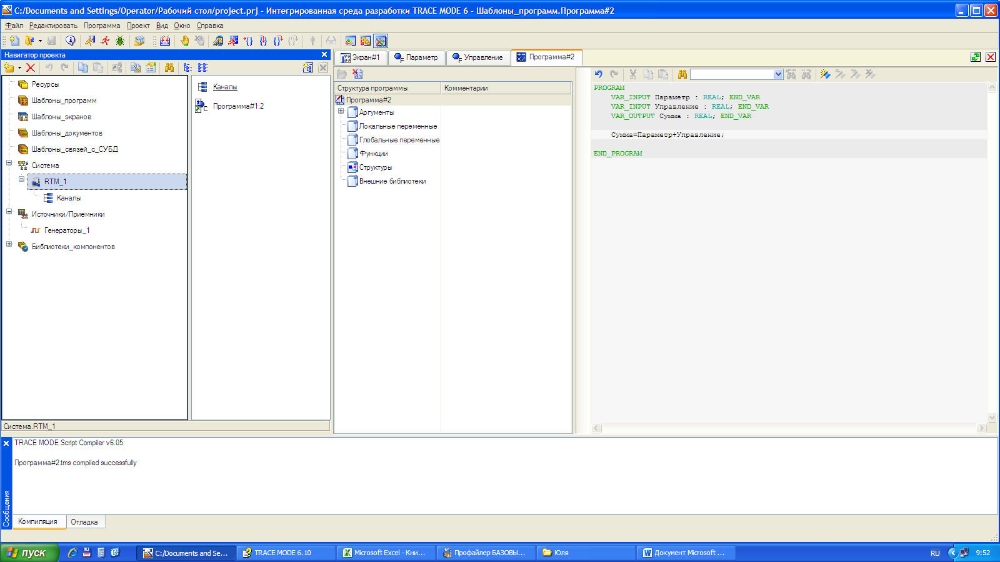 C:/Documents and Settings/Operator/Рабочий стол/project.prj - Интегрированная среда разработки TRACE MODE 6 - Шаблоны_программ.Программа#2
Файл Редактировать Программа Проект Вид Окно Справка
Навигатор проекта
Ресурсы
Шаблоны_программ
Шаблоны_экранов
Шаблоны_документов
Шаблоны_связей_с_СУБД
Система
RTM_1
Каналы
Источники/Приемники
Генераторы_1
Библиотеки_компонентов
Каналы
Программа#1:2
Система.RTM_1
Экран#1 Параметр Управление Программа#2
Структура программы Комментарии
Программа#2
Аргументы
Локальные переменные
Глобальные переменные
Функции
Структуры
Внешние библиотеки
PROGRAM
VAR_INPUT Параметр : REAL; END_VAR
VAR_INPUT Управление : REAL; END_VAR
VAR_OUTPUT Сумма : REAL; END_VAR
Сумма=Параметр+Управление;
END_PROGRAM
Сообщения
TRACE MODE Script Compiler v6.05
Программа#2.tms compiled successfully
Компиляция Отладка
пуск C:/Documents and Se... TRACE MODE 6.10 Microsoft Excel - Кни... Профайлер БАЗОВЫ... Юля Документ Microsoft ... RU 9:52